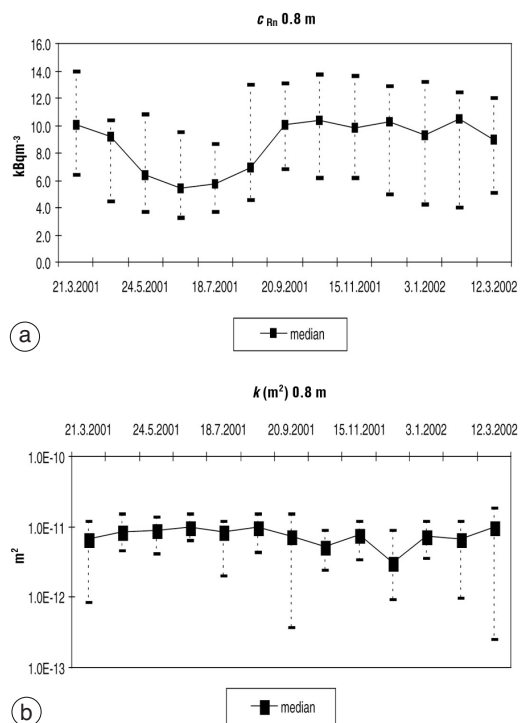 c Rn 0.8 m
16.0
14.0
12.0
10.0
8.0
6.0
4.0
2.0
0.0
kBqm-3
21.3.2001 24.5.2001 18.7.2001 20.9.2001 15.11.2001 3.1.2002 12.3.2002
median
a
k (m²) 0.8 m
21.3.2001 24.5.2001 18.7.2001 20.9.2001 15.11.2001 3.1.2002 12.3.2002
1.0E-10
1.0E-11
1.0E-12
1.0E-13
m²
median
b